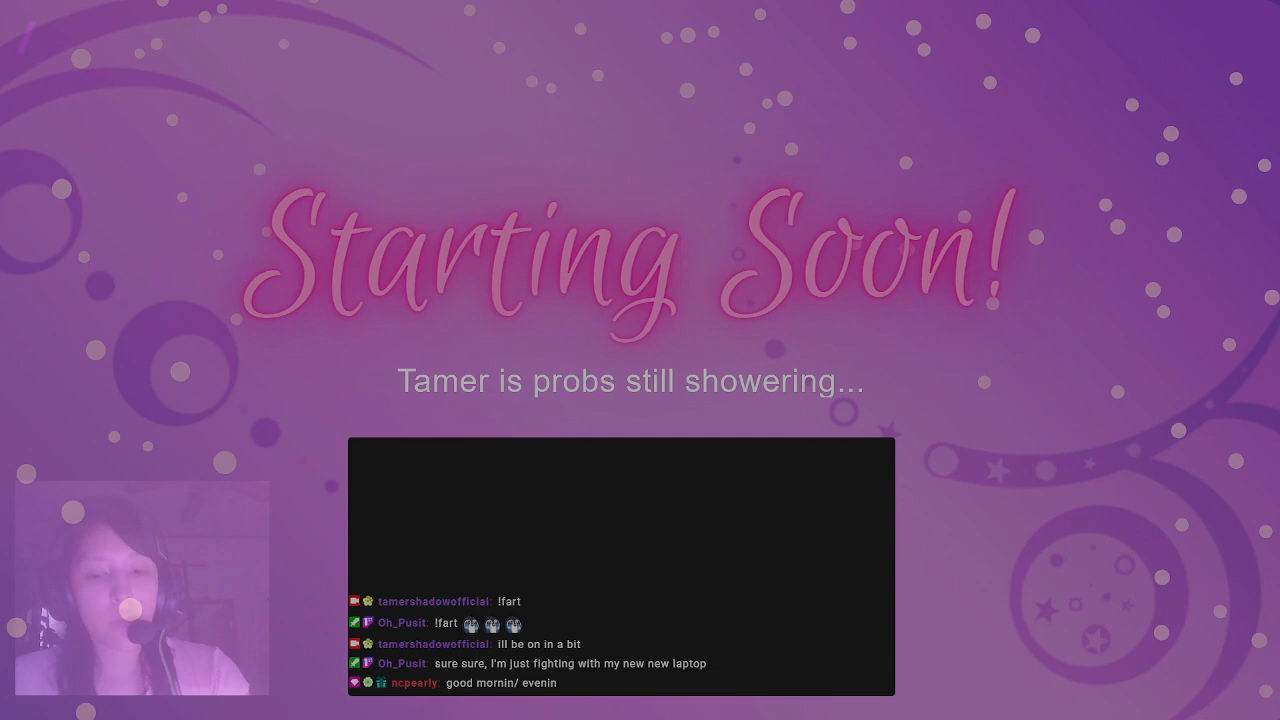 Starting Soon!
Tamer is probs still showering...
tamershadowofficial: !fart
Oh_Pusit: !fart
tamershadowofficial: ill be on in a bit
Oh_Pusit: sure sure, I'm just fighting with my new new laptop
ncpearly: good mornin/ evenin